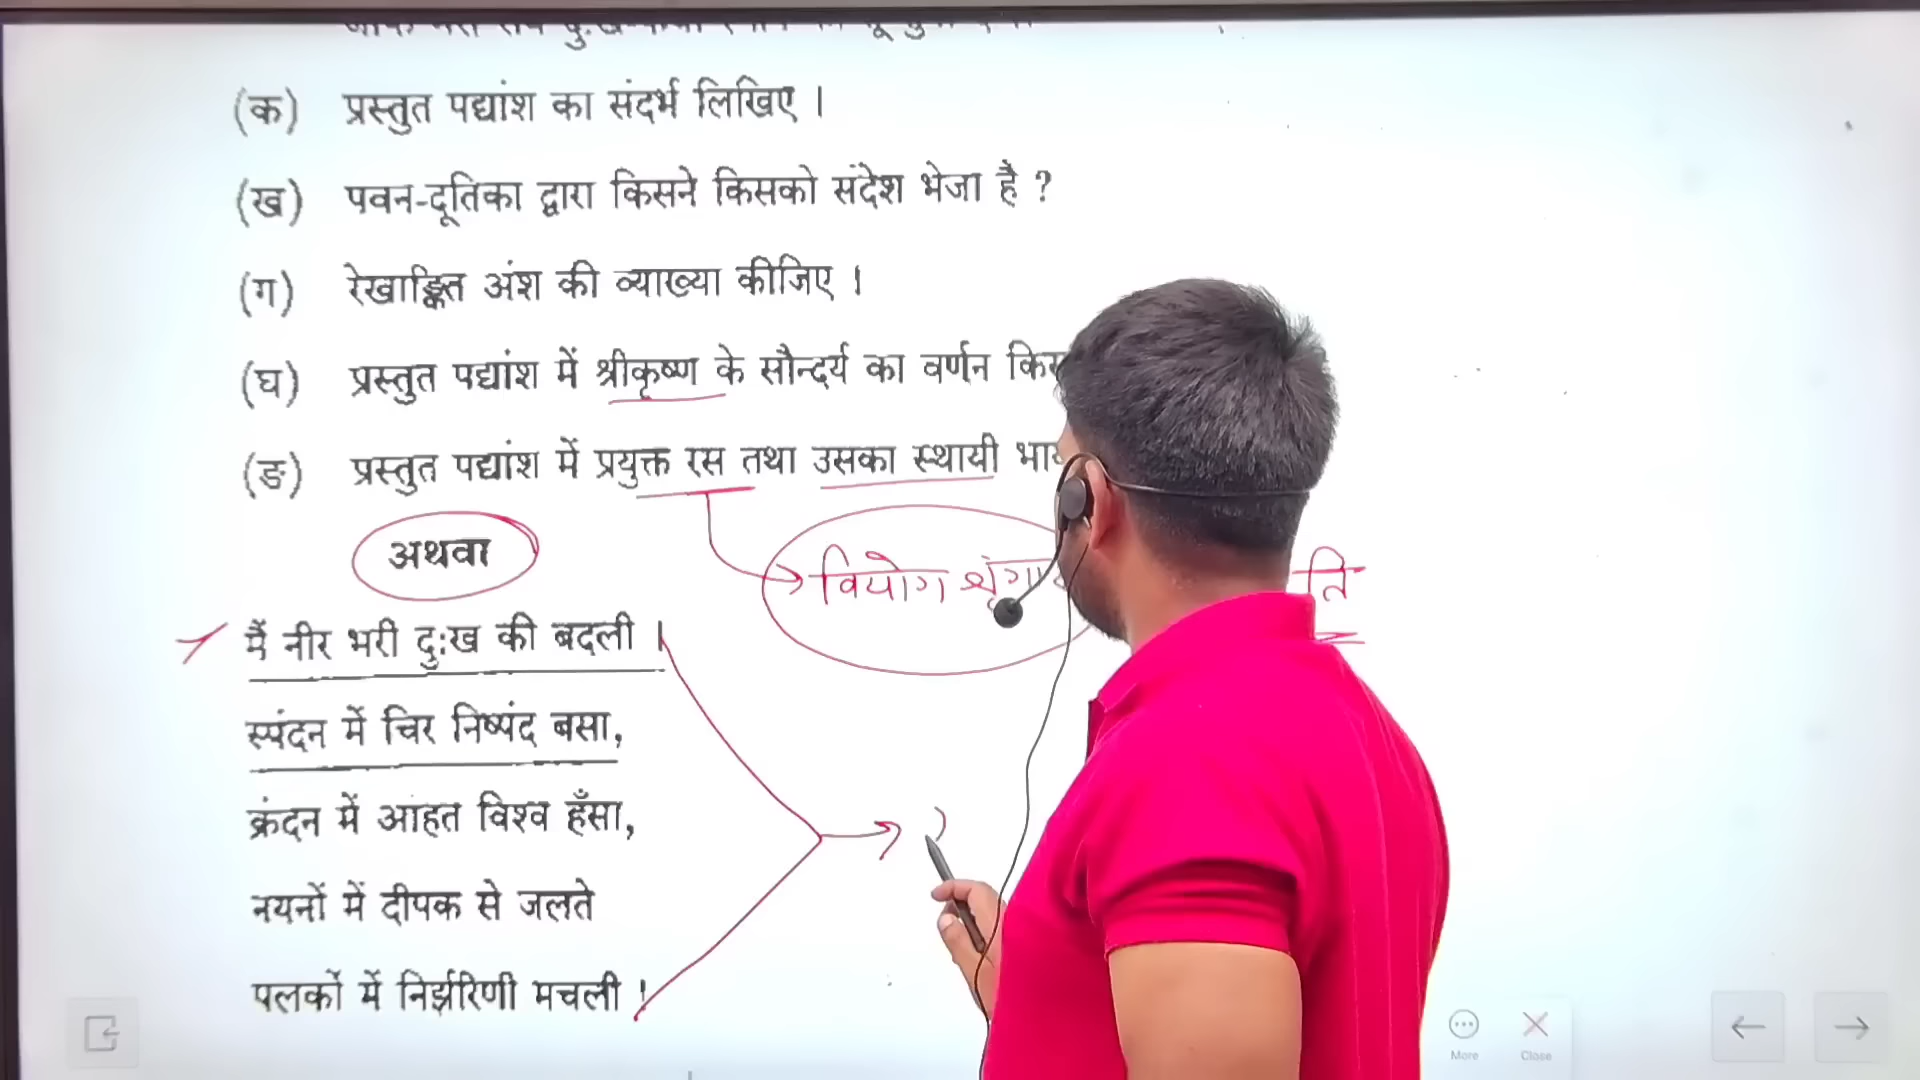 (क) प्रस्तुत पद्यांश का संदर्भ लिखिए ।
(ख) पवन-दूतिका द्वारा किसने किसको संदेश भेजा है ?
(ग) रेखाङ्कित अंश की व्याख्या कीजिए ।
(घ) प्रस्तुत पद्यांश में श्रीकृष्ण के सौन्दर्य का वर्णन
(ङ) प्रस्तुत पद्यांश में प्रयुक्त रस तथा उसका स्थायी
अथवा
वियोग
मैं नीर भरी दुःख की बदली ।
स्पंदन में चिर निष्पंद बसा,
क्रंदन में आहत विश्व हँसा,
नयनों में दीपक से जलते
पलकों में निर्झरिणी मचली !
More
Close